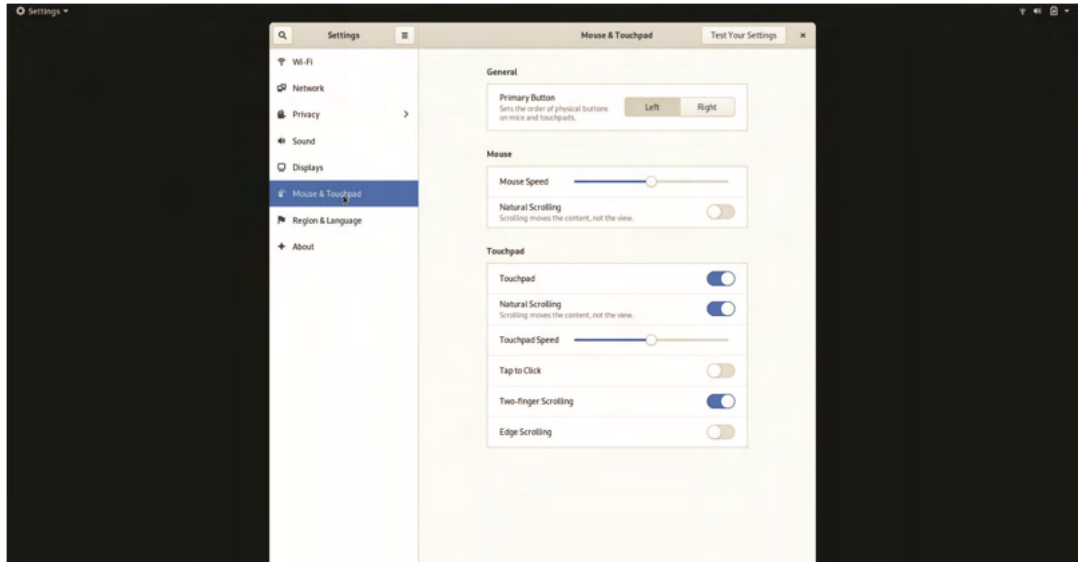 Settings
Settings
Mouse & Touchpad
Test Your Settings
Wi-Fi
Network
Privacy
Sound
Displays
Mouse & Touchpad
Region & Language
About
General
Primary Button
Sets the order of physical buttons
on mice and touchpads.
Left
Right
Mouse
Mouse Speed
Natural Scrolling
Scrolling moves the content, not the view.
Touchpad
Touchpad
Natural Scrolling
Scrolling moves the content, not the view.
Touchpad Speed
Tap to Click
Two-finger Scrolling
Edge Scrolling